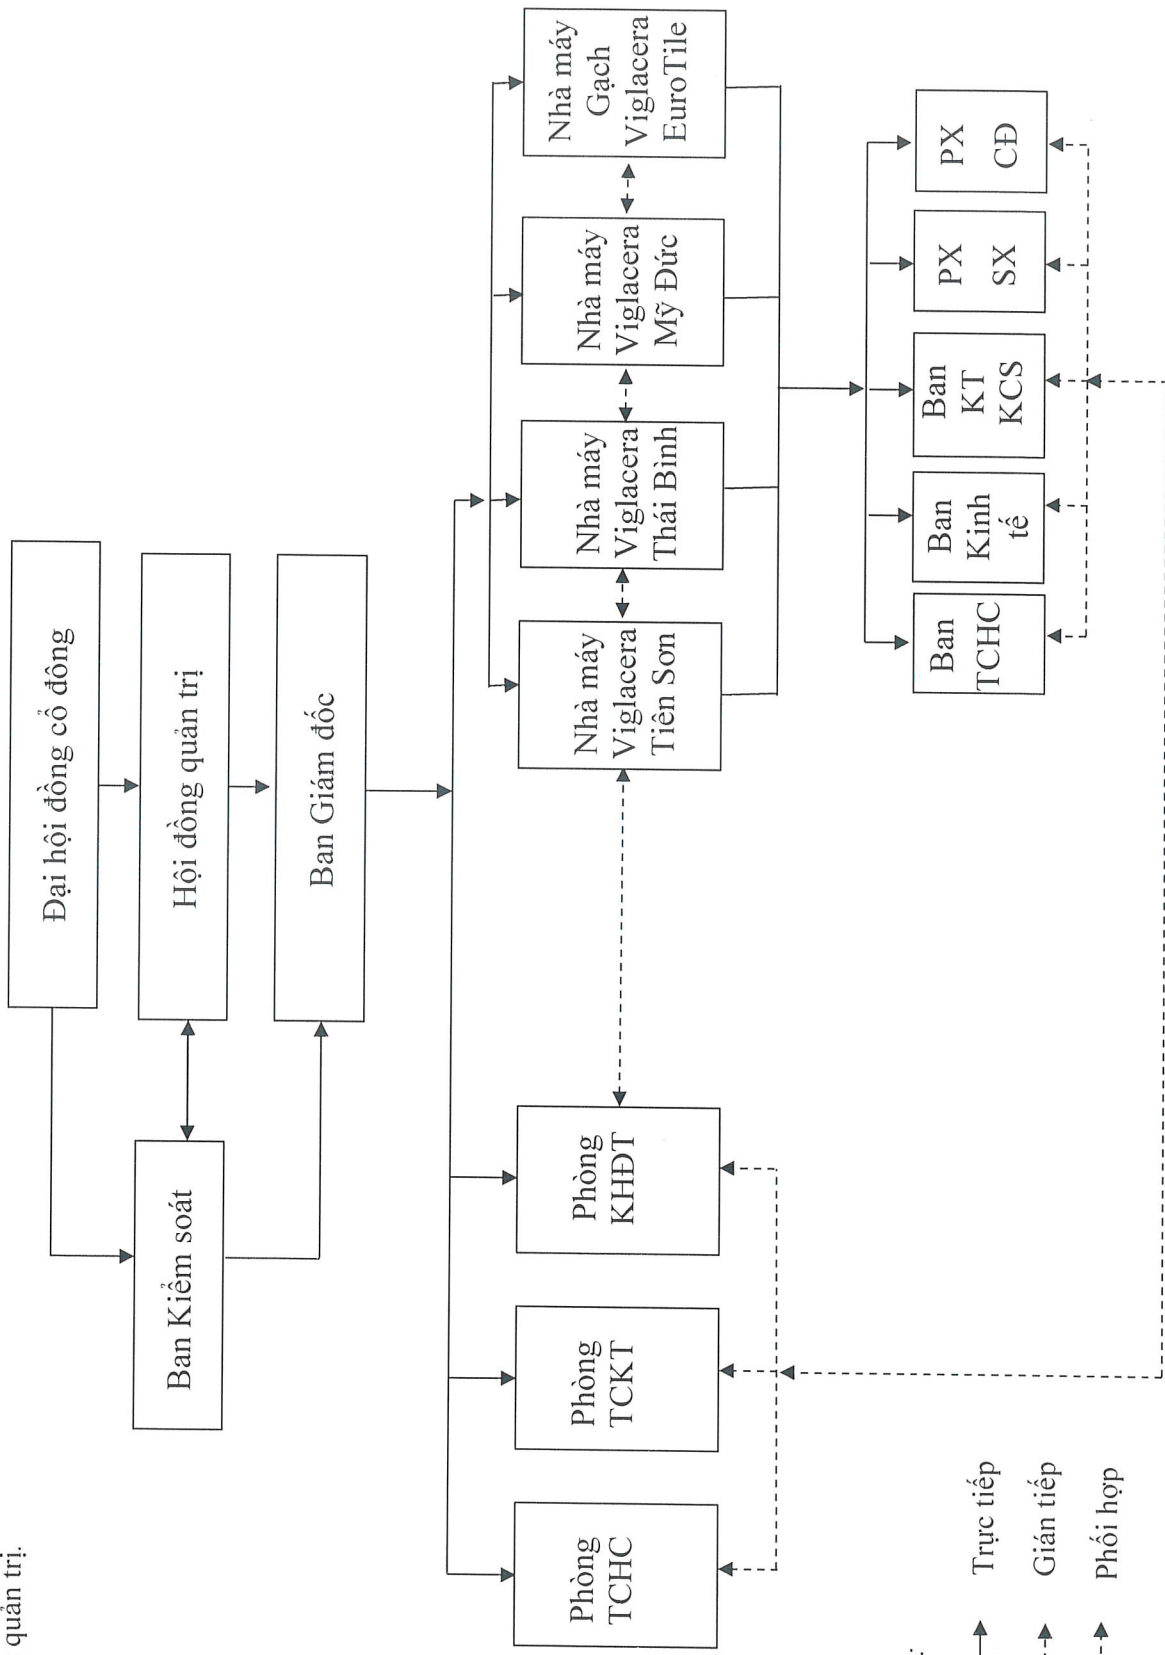 quản trị.
Đại hội đồng cổ đông
Ban Kiểm soát
Hội đồng quản trị
Ban Giám đốc
Phòng
TCHC
Phòng
TCKT
Phòng
KHĐT
Nhà máy
Viglacera
Tiên Sơn
Nhà máy
Viglacera
Thái Bình
Nhà máy
Viglacera
Mỹ Đức
Nhà máy
Gạch
Viglacera
EuroTile
Ban
TCHC
Ban
Kinh
tế
Ban
KT
KCS
PX
SX
PX
CĐ
Trực tiếp
Gián tiếp
Phối hợp